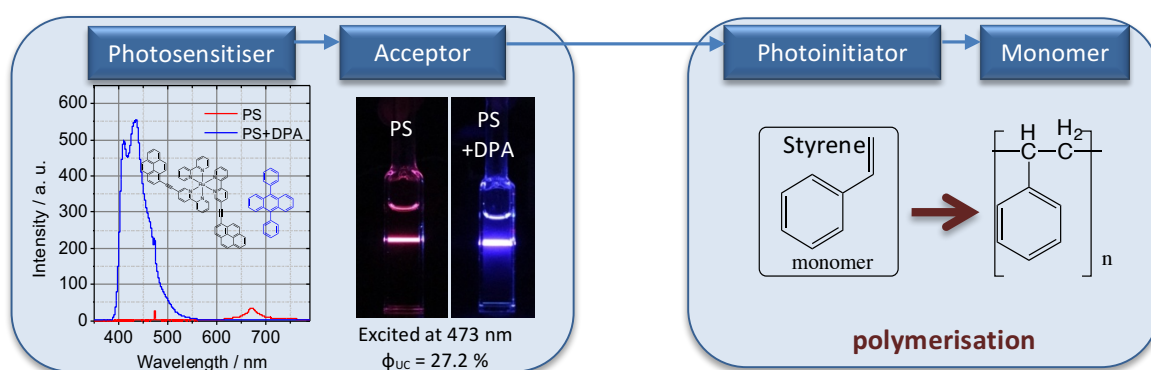 Photosensitiser
Acceptor
Photoinitiator
Monomer
600
500
400
300
200
100
0
Intensity / a. u.
PS
PS+DPA
400
500
600
700
Wavelength / nm
PS
PS
+DPA
Excited at 473 nm
ϕUC = 27.2 %
Styrene
monomer
H
H2
C
C
n
polymerisation